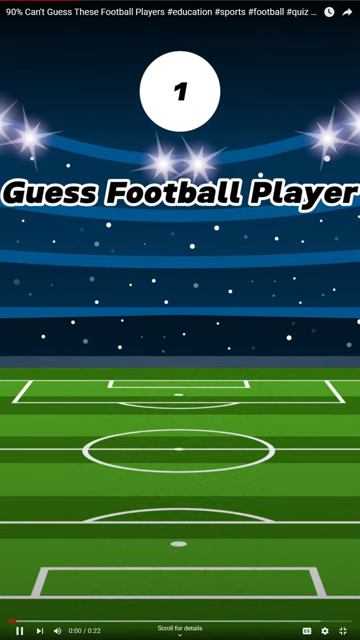 90% Can't Guess These Football Players #education #sports #football #quiz ...
1
Guess Football Player
0:00 / 0:22
Scroll for details
CC